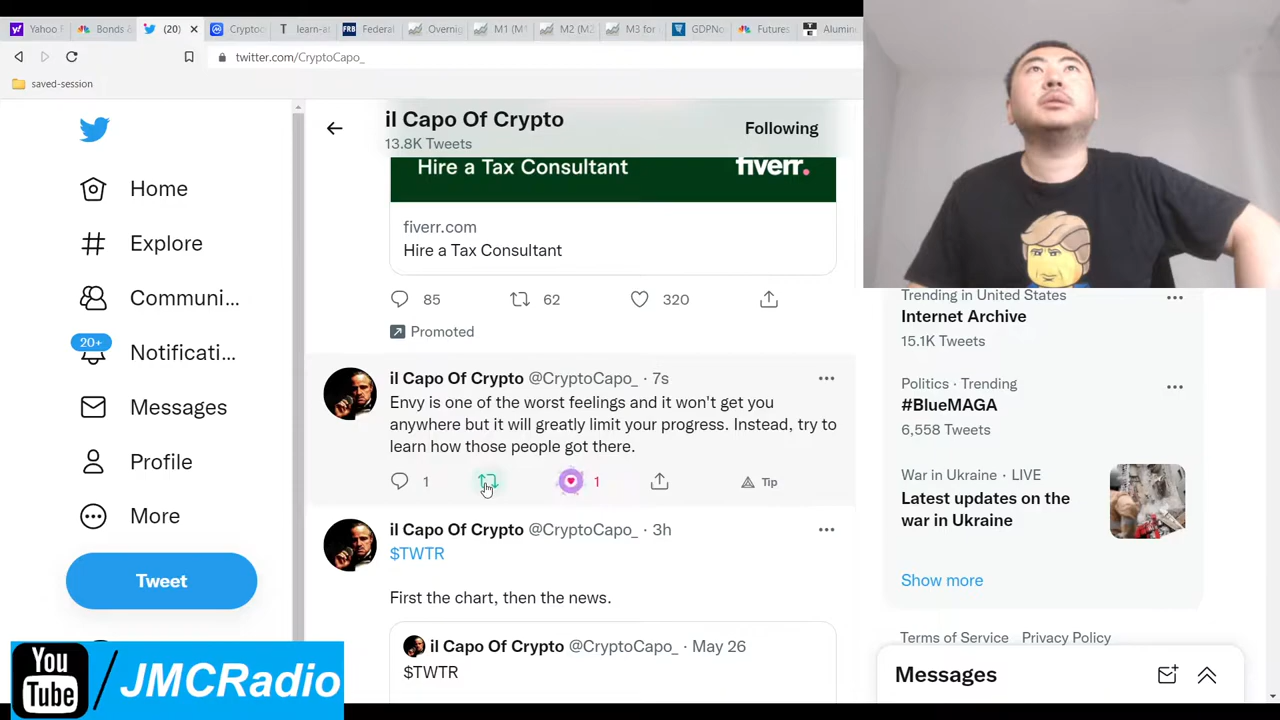 Yahoo F
Bonds &
(20)
Cryptoc
learn-at
Federal
Overnig
M1 (M1
M2 (M2
M3 for
GDPNo
Futures
Aluminu
twitter.com/CryptoCapo_
saved-session
il Capo Of Crypto
13.8K Tweets
Following
Home
Explore
Communi...
20+
Notificati...
Messages
Profile
More
Tweet
Hire a Tax Consultant
fiverr.
fiverr.com
Hire a Tax Consultant
85 62 320
Promoted
il Capo Of Crypto @CryptoCapo_ · 7s
Envy is one of the worst feelings and it won't get you
anywhere but it will greatly limit your progress. Instead, try to
learn how those people got there.
1 1 Tip
il Capo Of Crypto @CryptoCapo_ · 3h
$TWTR
First the chart, then the news.
il Capo Of Crypto @CryptoCapo_ · May 26
$TWTR
Trending in United States
Internet Archive
15.1K Tweets
Politics · Trending
#BlueMAGA
6,558 Tweets
War in Ukraine · LIVE
Latest updates on the
war in Ukraine
Show more
Terms of Service Privacy Policy
Messages
You
Tube
/JMCRadio